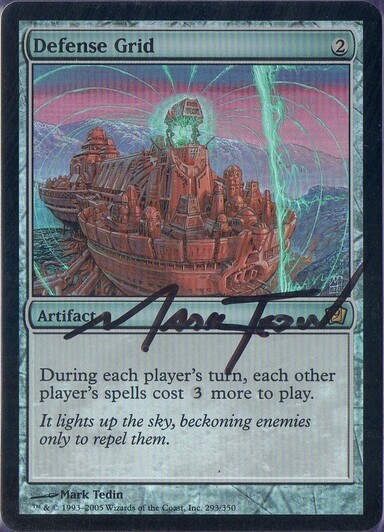 Defense Grid 2
Artifact
Mark Tedin
During each player's turn, each other
player's spells cost 3 more to play.
It lights up the sky, beckoning enemies
only to repel them.
Mark Tedin
™ & © 1993–2005 Wizards of the Coast, Inc. 293/350